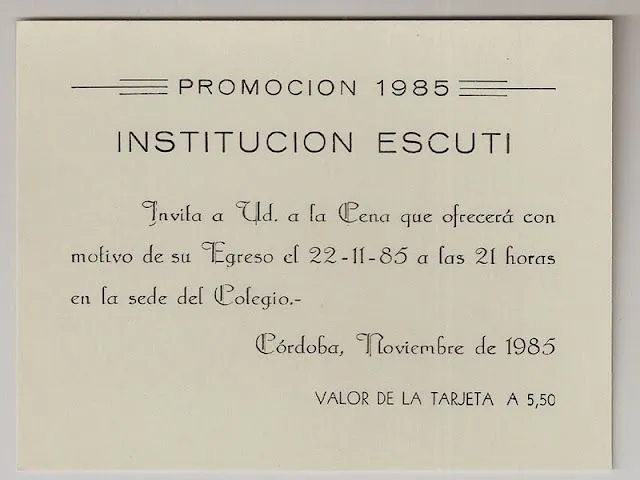 PROMOCION 1985
INSTITUCION ESCUTI
Invita a Ud. a la Cena que ofrecerá con
motivo de su Egreso el 22-11-85 a las 21 horas
en la sede del Colegio.-
Córdoba, Noviembre de 1985
VALOR DE LA TARJETA A 5,50